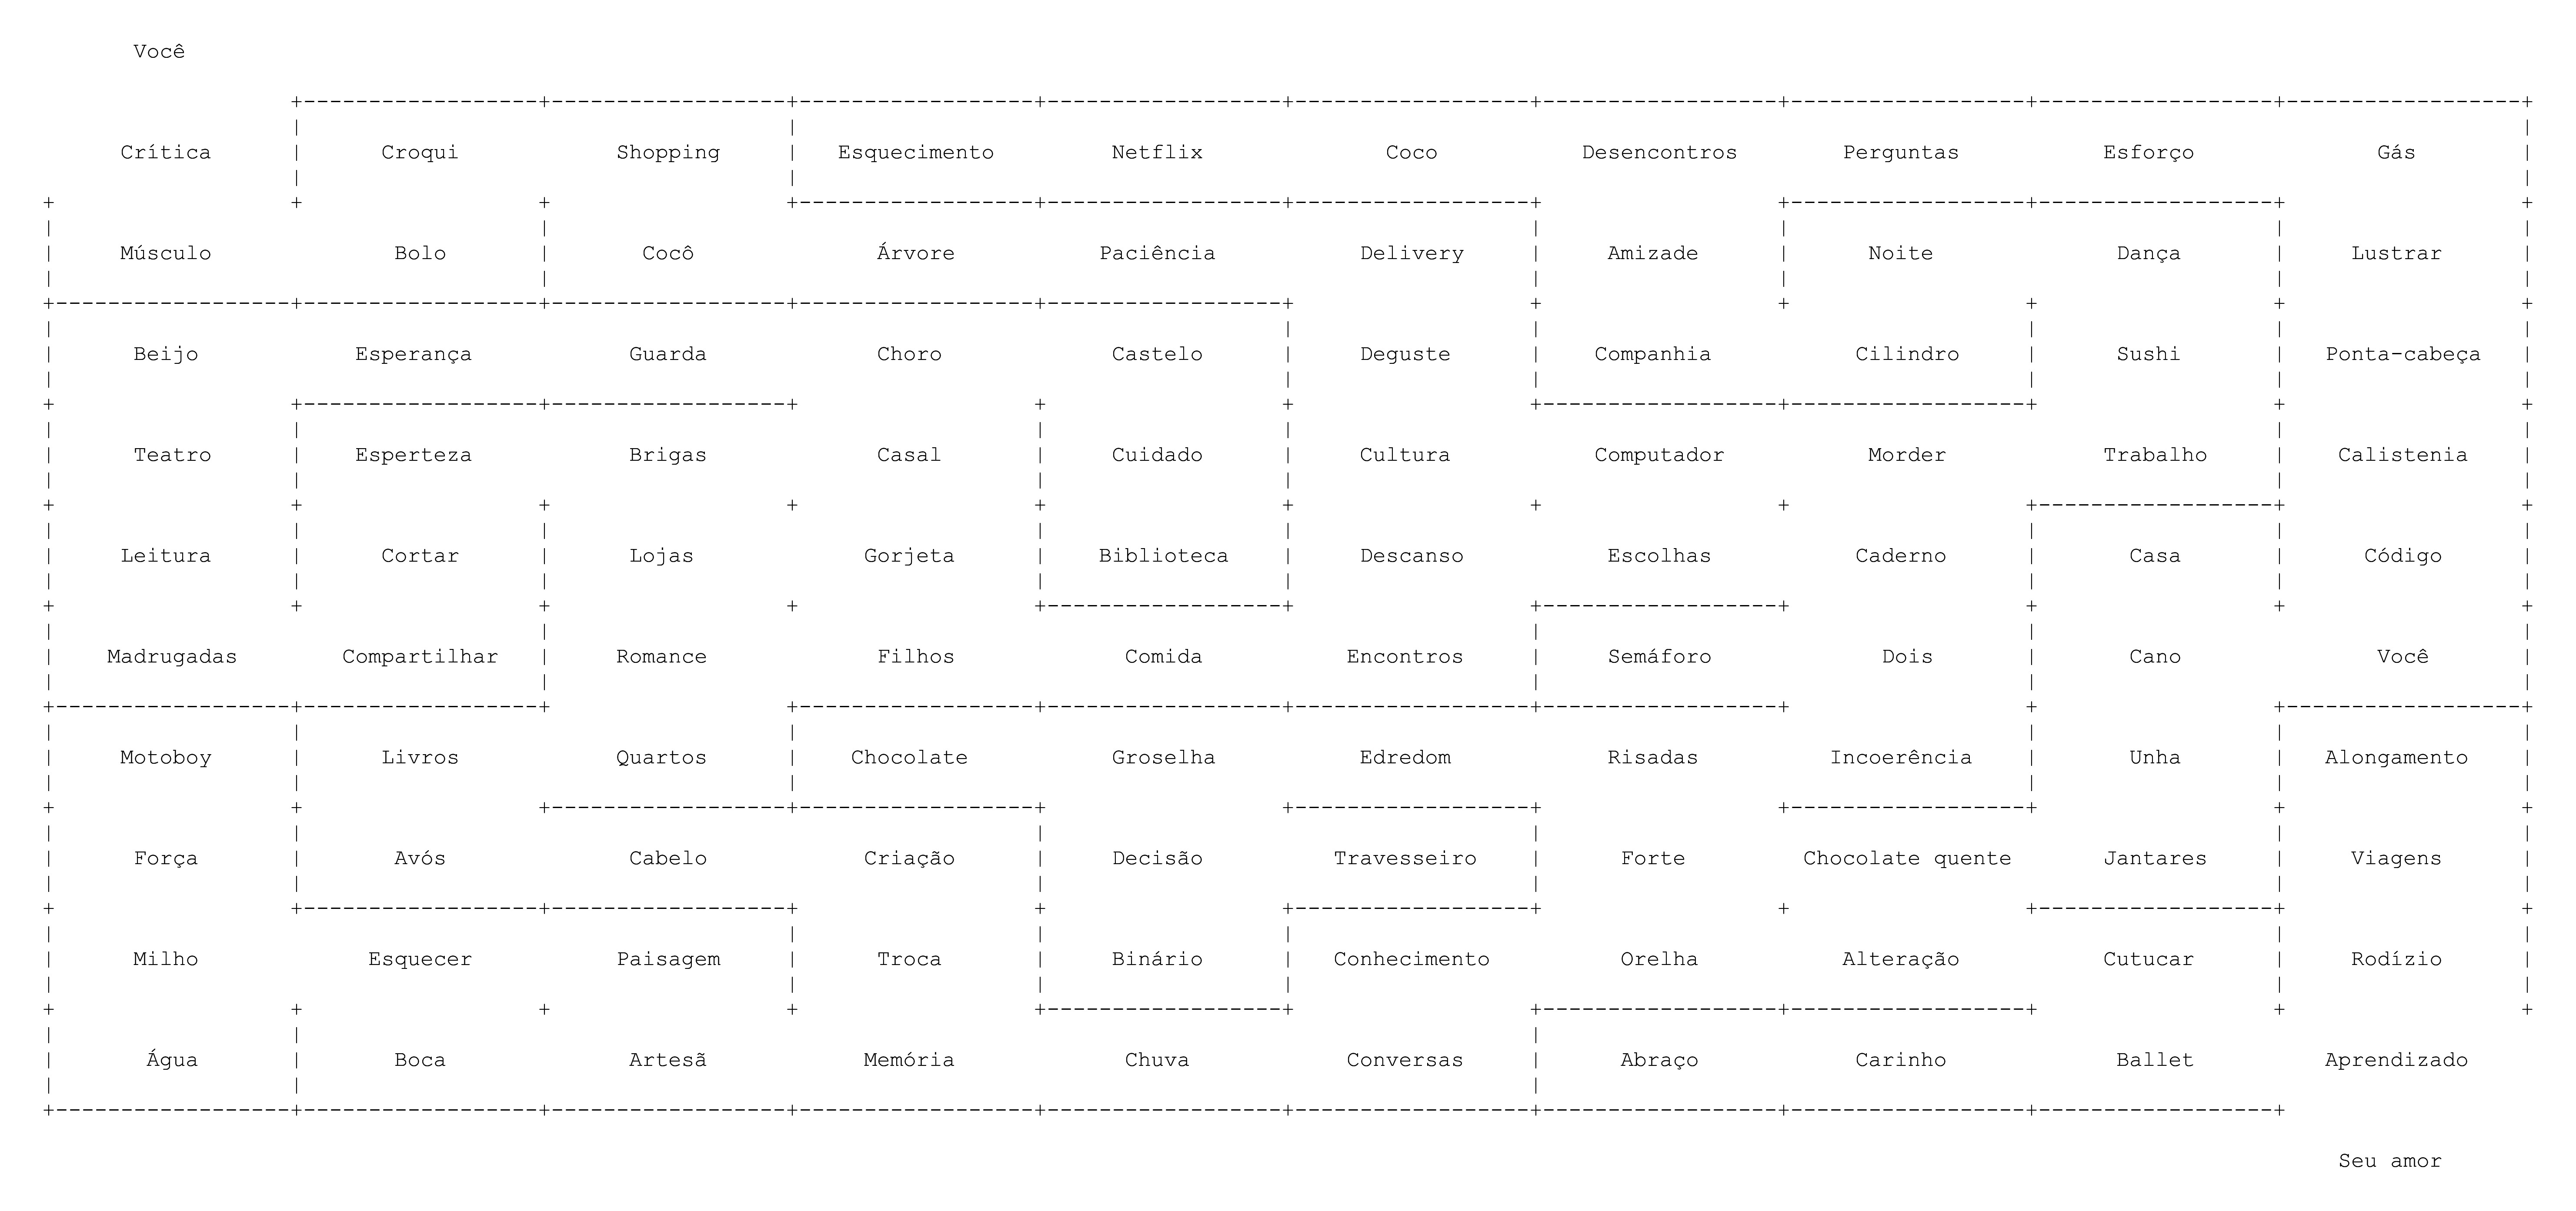 Você
Crítica Croqui Shopping Esquecimento Netflix Coco Desencontros Perguntas Esforço Gás
Músculo Bolo Cocô Árvore Paciência Delivery Amizade Noite Dança Lustrar
Beijo Esperança Guarda Choro Castelo Deguste Companhia Cilindro Sushi Ponta-cabeça
Teatro Esperteza Brigas Casal Cuidado Cultura Computador Morder Trabalho Calistenia
Leitura Cortar Lojas Gorjeta Biblioteca Descanso Escolhas Caderno Casa Código
Madrugadas Compartilhar Romance Filhos Comida Encontros Semáforo Dois Cano Você
Motoboy Livros Quartos Chocolate Groselha Edredom Risadas Incoerência Unha Alongamento
Força Avós Cabelo Criação Decisão Travesseiro Forte Chocolate quente Jantares Viagens
Milho Esquecer Paisagem Troca Binário Conhecimento Orelha Alteração Cutucar Rodízio
Água Boca Artesã Memória Chuva Conversas Abraço Carinho Ballet Aprendizado
Seu amor